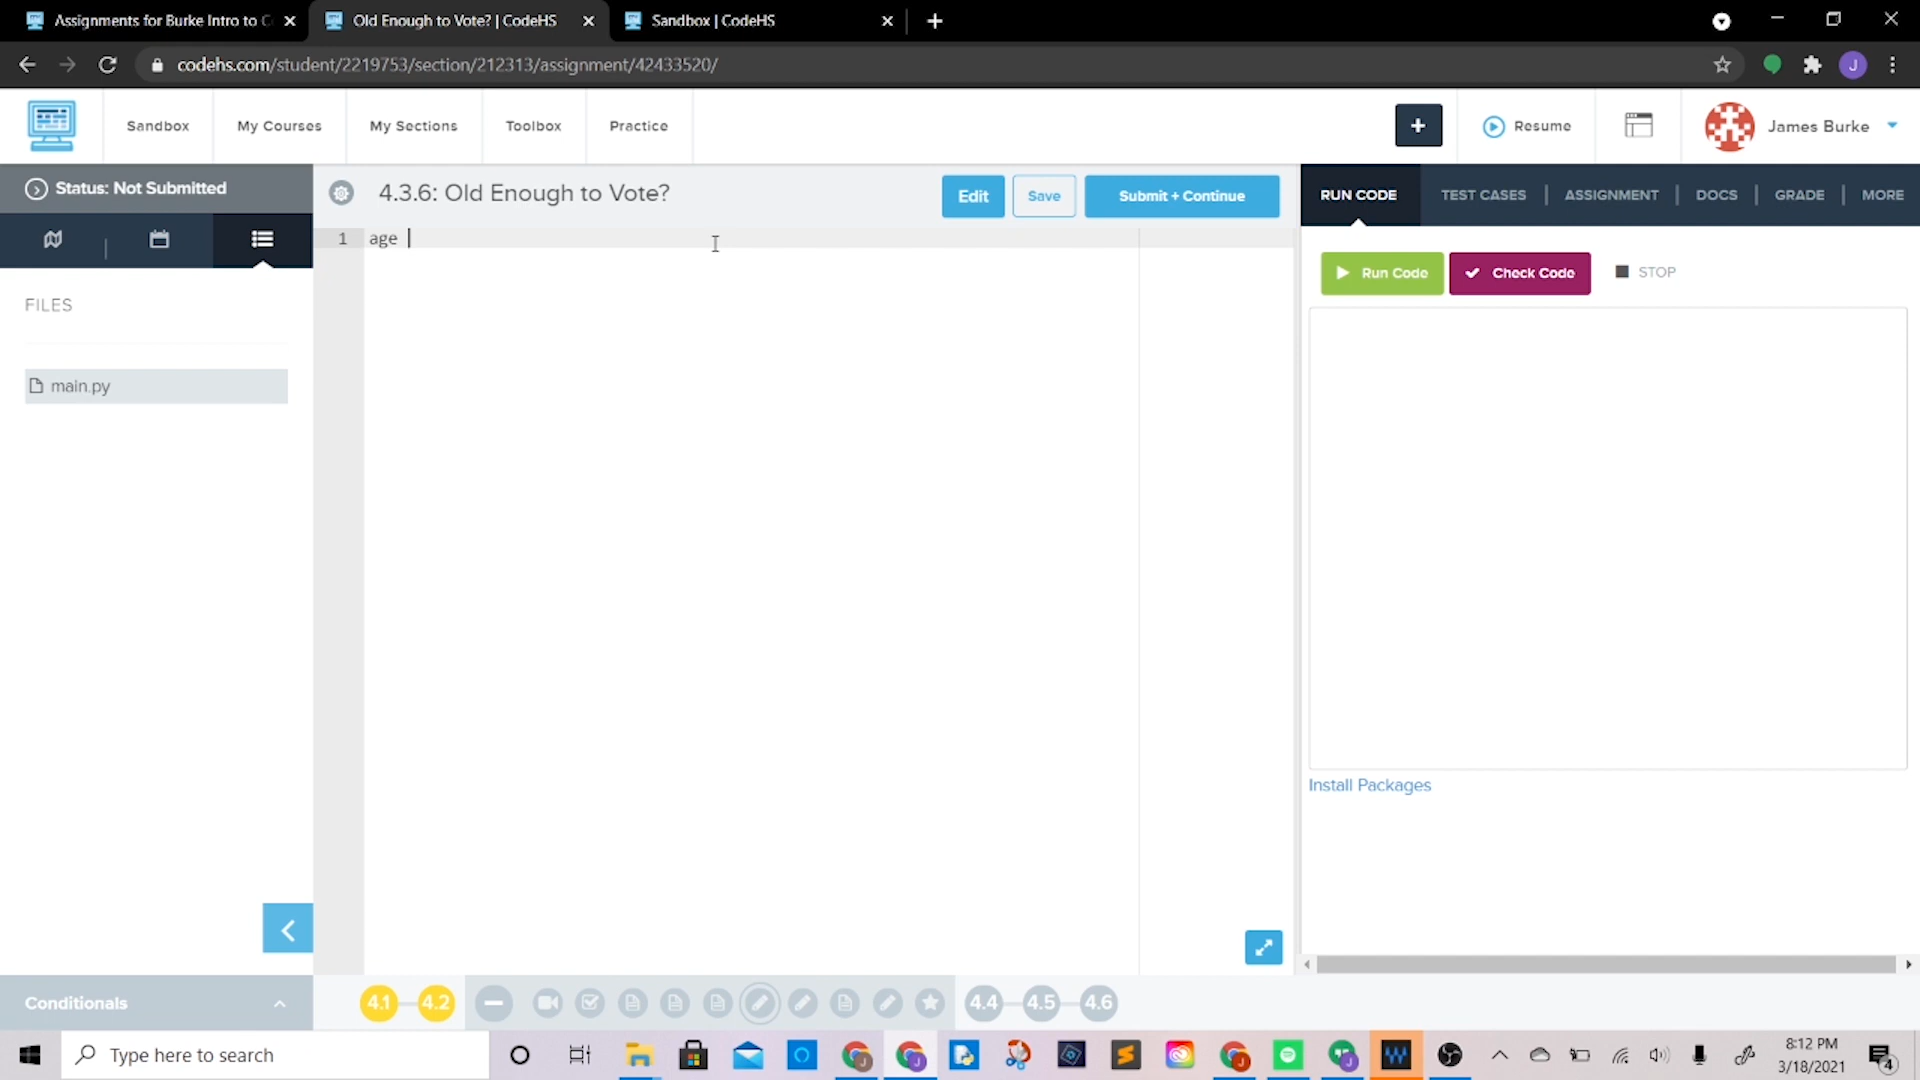 Assignments for Burke Intro to C
Old Enough to Vote? | CodeHS
Sandbox | CodeHS
codehs.com/student/2219753/section/212313/assignment/42433520/
J
Sandbox
My Courses
My Sections
Toolbox
Practice
+
Resume
James Burke
Status: Not Submitted
4.3.6: Old Enough to Vote?
Edit
Save
Submit + Continue
RUN CODE
TEST CASES
ASSIGNMENT
DOCS
GRADE
MORE
1 age
Run Code
Check Code
STOP
FILES
main.py
Install Packages
Conditionals
4.1
4.2
4.4
4.5
4.6
Type here to search
8:12 PM
3/18/2021
4